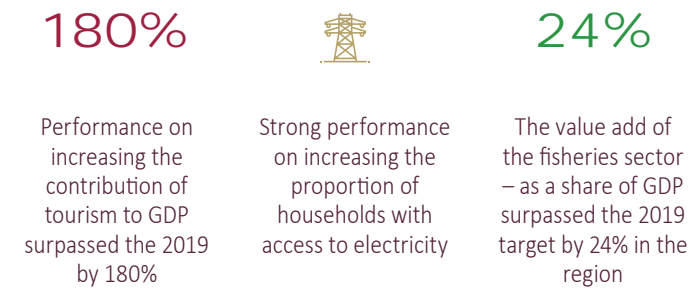 180%
Performance on
increasing the
contribution of
tourism to GDP
surpassed the 2019
by 180%
Strong performance
on increasing the
proportion of
households with
access to electricity
24%
The value add of
the fisheries sector
– as a share of GDP
surpassed the 2019
target by 24% in the
region